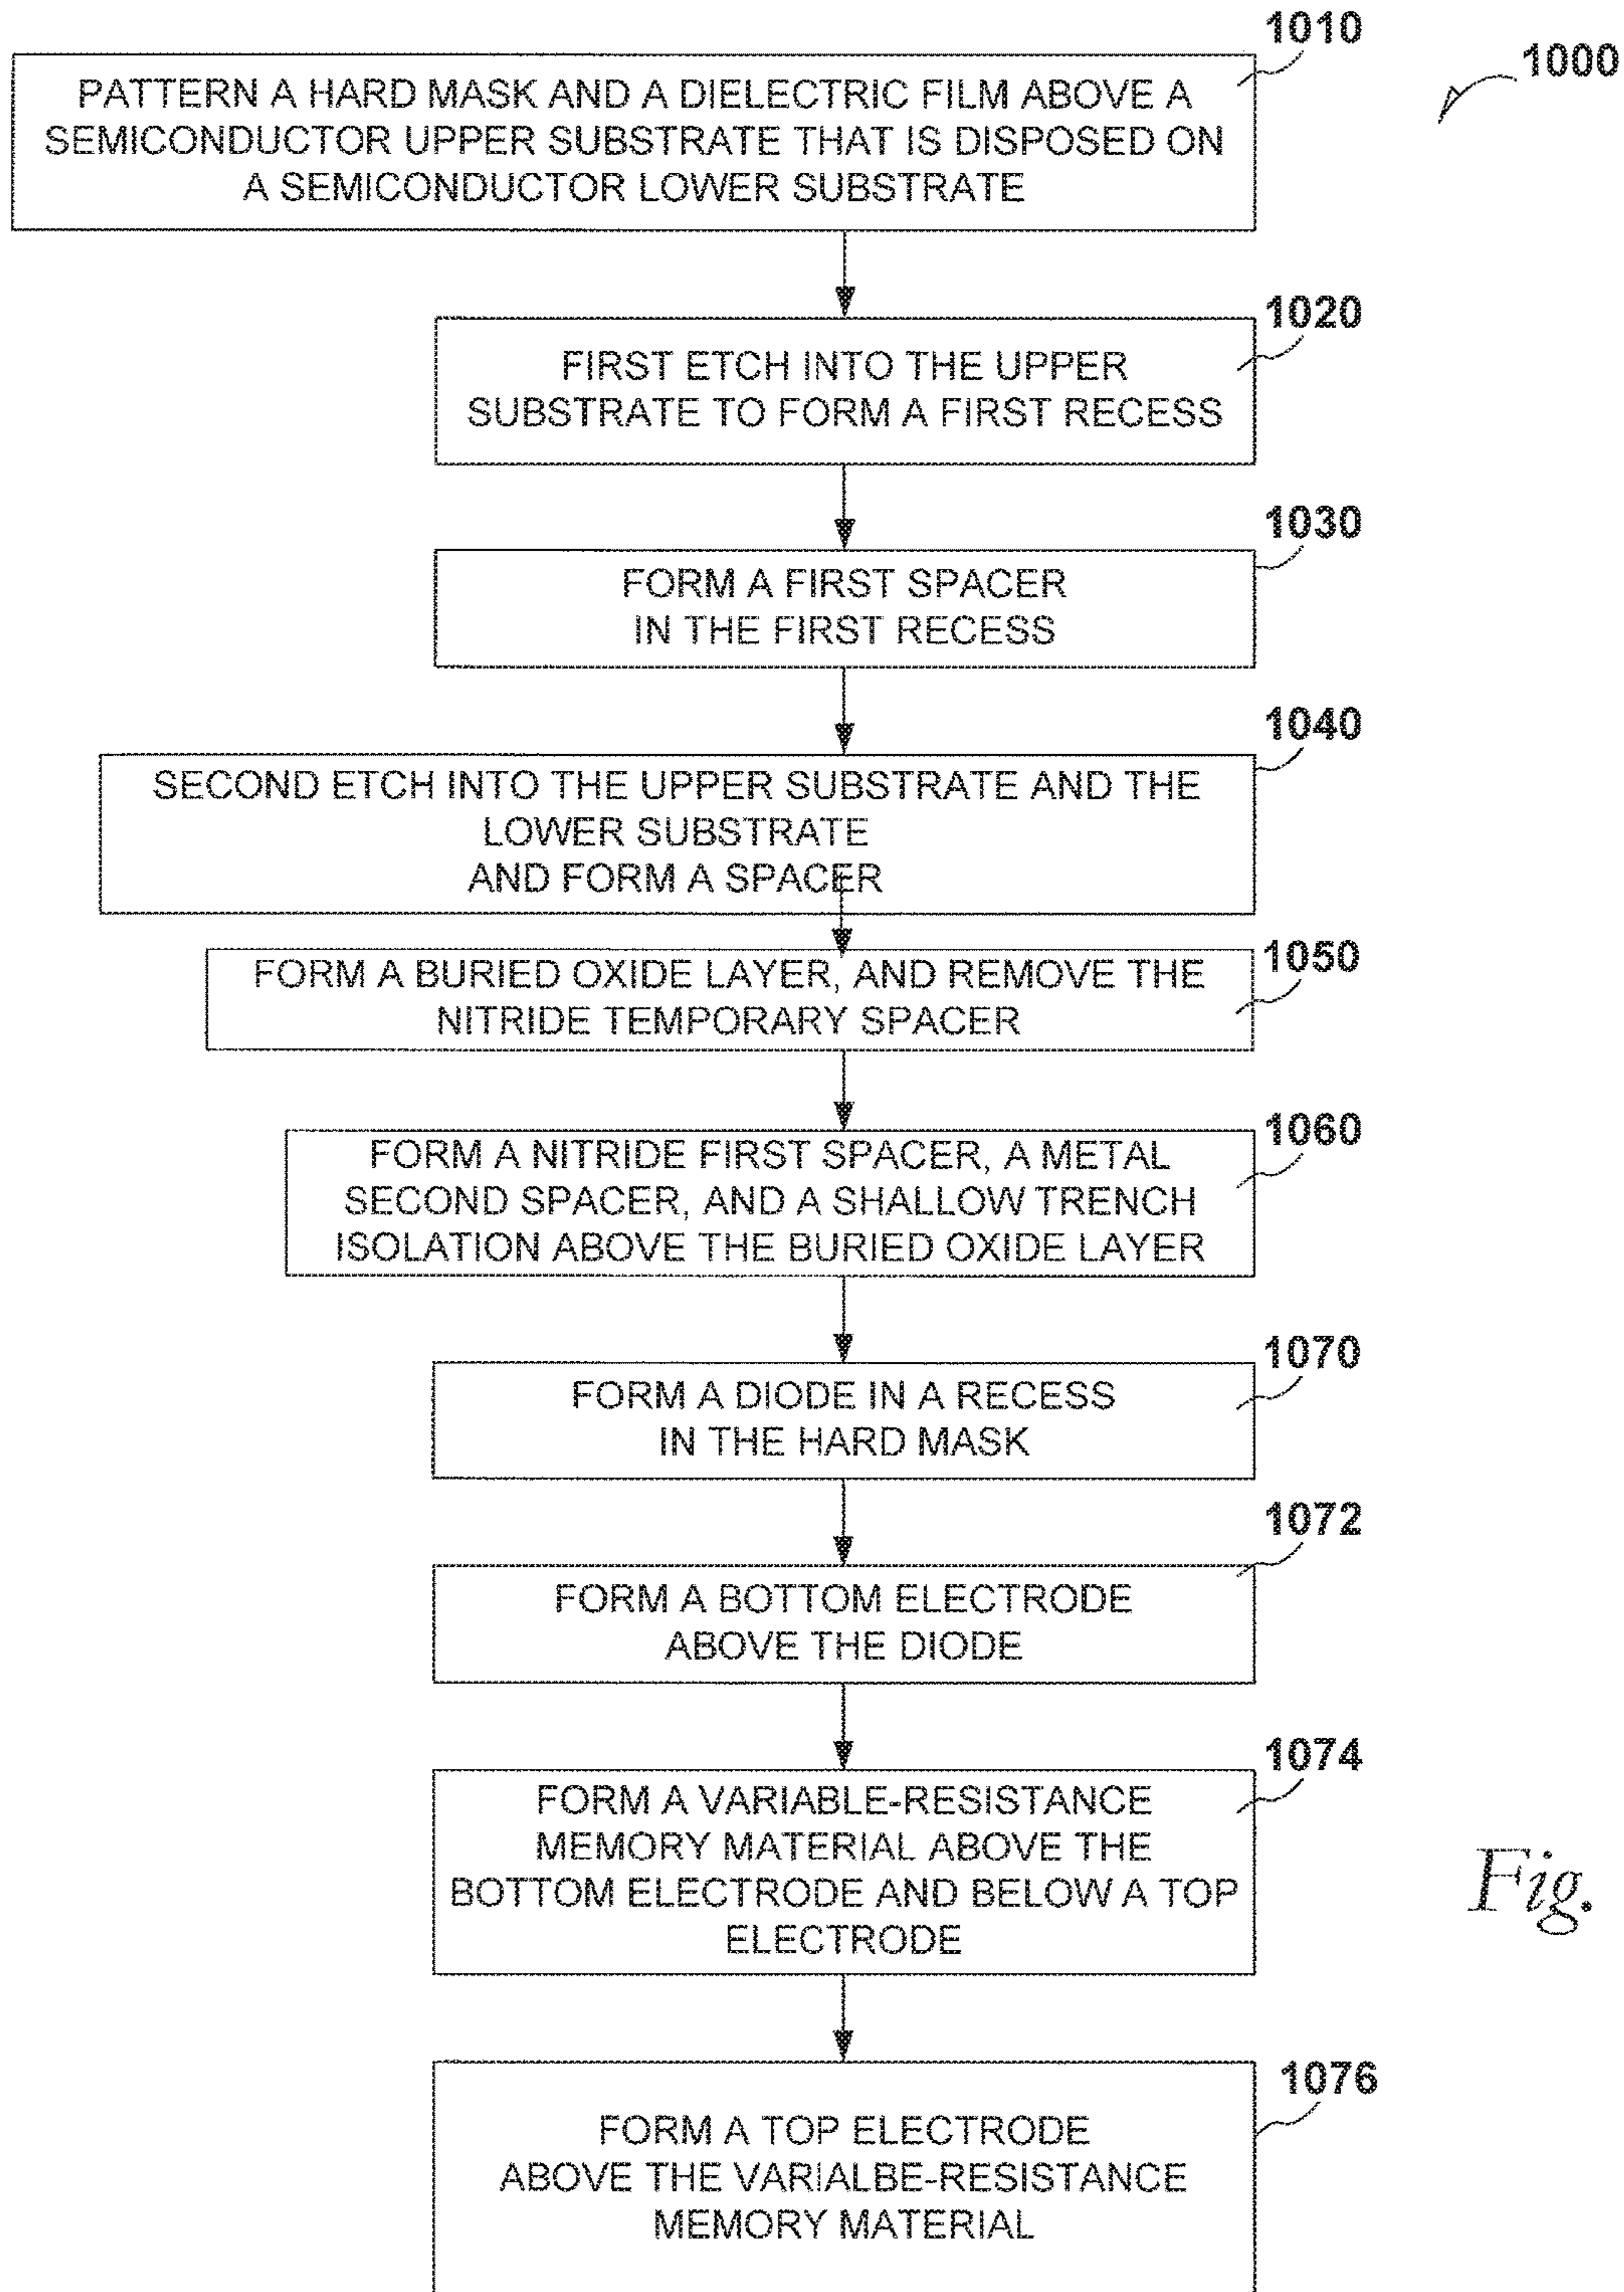 1010
1000
PATTERN A HARD MASK AND A DIELECTRIC FILM ABOVE A
SEMICONDUCTOR UPPER SUBSTRATE THAT IS DISPOSED ON
A SEMICONDUCTOR LOWER SUBSTRATE
1020
FIRST ETCH INTO THE UPPER
SUBSTRATE TO FORM A FIRST RECESS
1030
FORM A FIRST SPACER
IN THE FIRST RECESS
1040
SECOND ETCH INTO THE UPPER SUBSTRATE AND THE
LOWER SUBSTRATE
AND FORM A SPACER
1050
FORM A BURIED OXIDE LAYER, AND REMOVE THE
NITRIDE TEMPORARY SPACER
1060
FORM A NITRIDE FIRST SPACER, A METAL
SECOND SPACER, AND A SHALLOW TRENCH
ISOLATION ABOVE THE BURIED OXIDE LAYER
1070
FORM A DIODE IN A RECESS
IN THE HARD MASK
1072
FORM A BOTTOM ELECTRODE
ABOVE THE DIODE
1074
FORM A VARIABLE-RESISTANCE
MEMORY MATERIAL ABOVE THE
BOTTOM ELECTRODE AND BELOW A TOP
ELECTRODE
Fig.
1076
FORM A TOP ELECTRODE
ABOVE THE VARIALBE-RESISTANCE
MEMORY MATERIAL